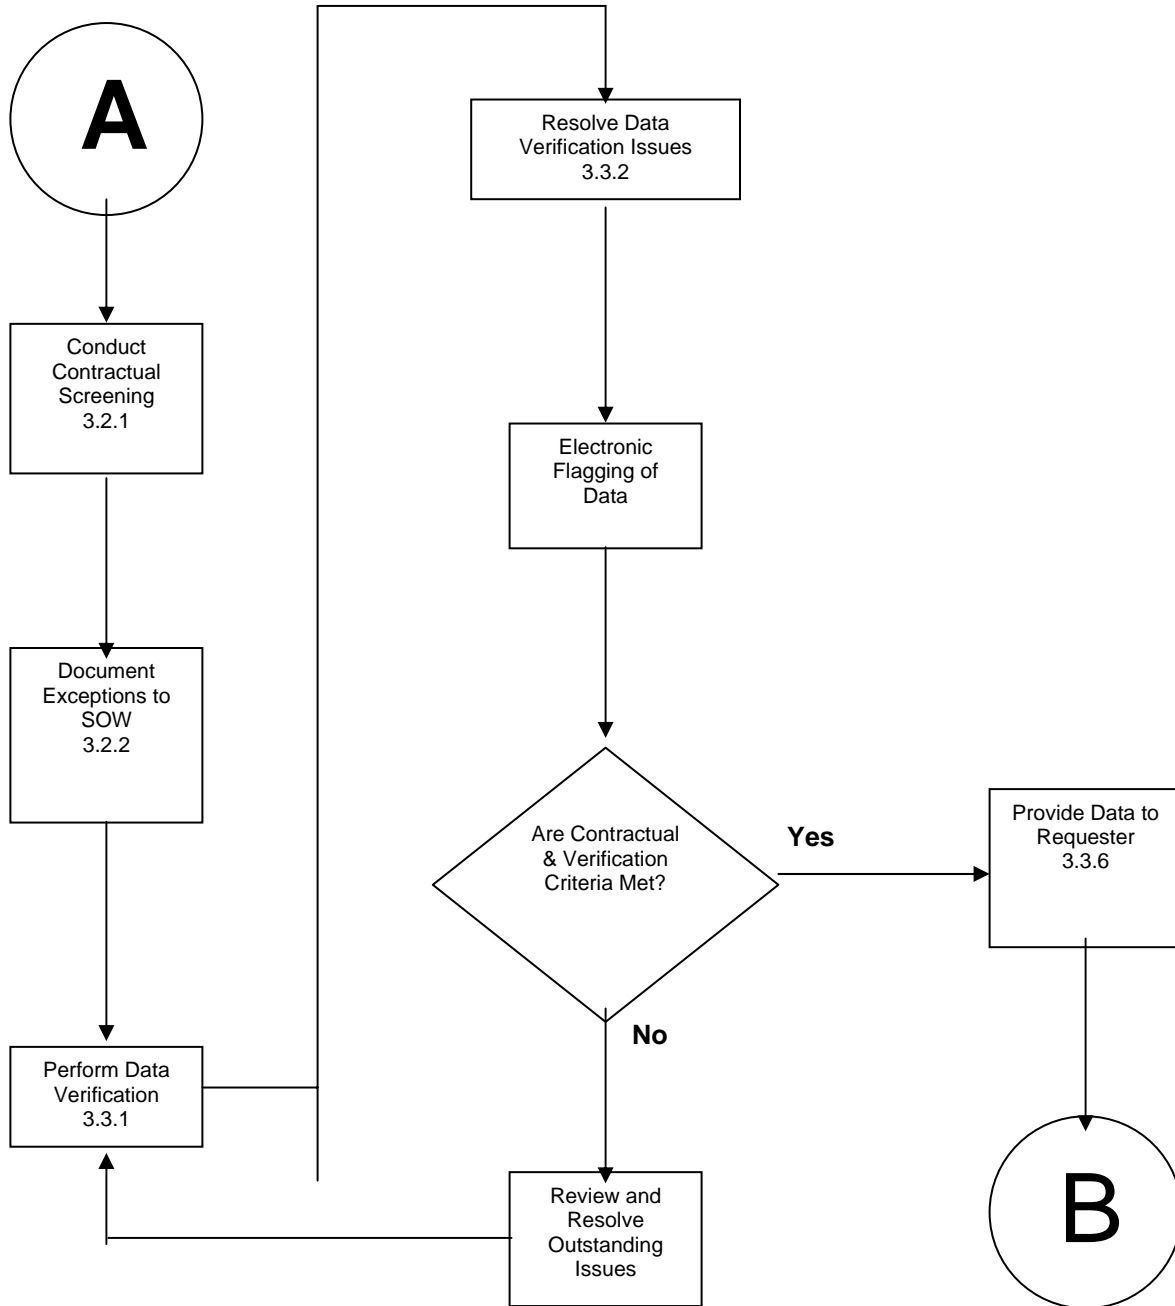 A
Conduct
Contractual
Screening
3.2.1
Document
Exceptions to
SOW
3.2.2
Perform Data
Verification
3.3.1
Resolve Data
Verification Issues
3.3.2
Electronic
Flagging of
Data
Are Contractual
& Verification
Criteria Met?
Yes
No
Review and
Resolve
Outstanding
Issues
Provide Data to
Requester
3.3.6
B